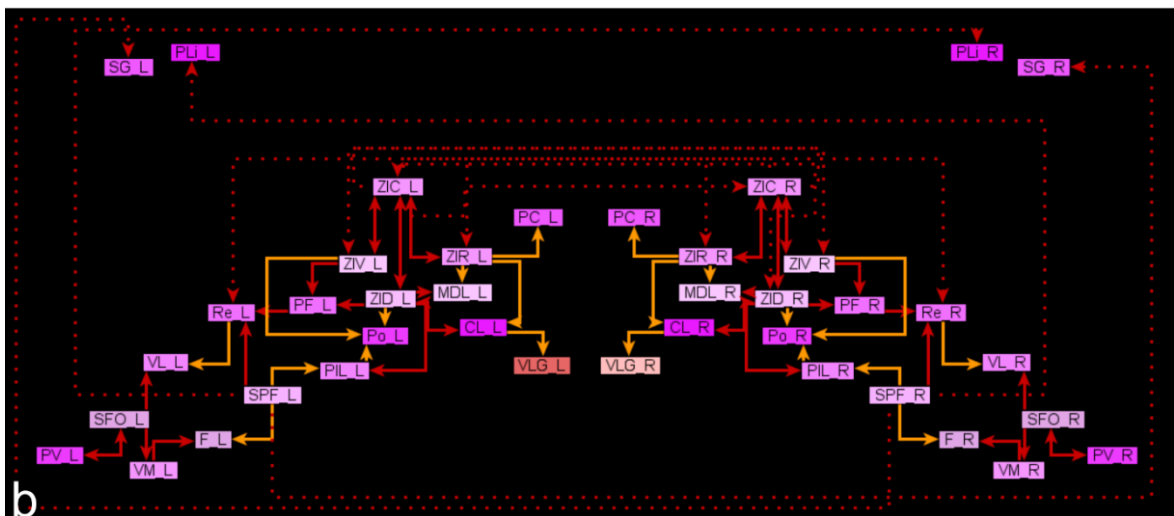 PLi_L PLi_R
SG_L SG_R
ZIC_L ZIC_R
PC_L PC_R
ZIR_L ZIR_R
ZIV_L ZIV_R
MDL_L MDL_R
ZID_L ZID_R
PF_L PF_R
Re_L Re_R
CL_L CL_R
Po_L Po_R
VL_L VLG_L VLG_R VL_R
PIL_L PIL_R
SPF_L SPF_R
SFO_L SFO_R
F_L F_R
PV_L PV_R
VM_L VM_R
b